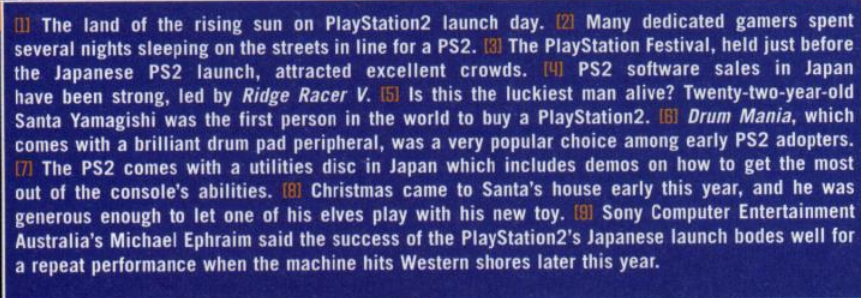 [1] The land of the rising sun on PlayStation2 launch day. [2] Many dedicated gamers spent
several nights sleeping on the streets in line for a PS2. [3] The PlayStation Festival, held just before
the Japanese PS2 launch, attracted excellent crowds. [4] PS2 software sales in Japan
have been strong, led by Ridge Racer V. [5] Is this the luckiest man alive? Twenty-two-year-old
Santa Yamagishi was the first person in the world to buy a PlayStation2. [6] Drum Mania, which
comes with a brilliant drum pad peripheral, was a very popular choice among early PS2 adopters.
[7] The PS2 comes with a utilities disc in Japan which includes demos on how to get the most
out of the console's abilities. [8] Christmas came to Santa's house early this year, and he was
generous enough to let one of his elves play with his new toy. [9] Sony Computer Entertainment
Australia's Michael Ephraim said the success of the PlayStation2's Japanese launch bodes well for
a repeat performance when the machine hits Western shores later this year.